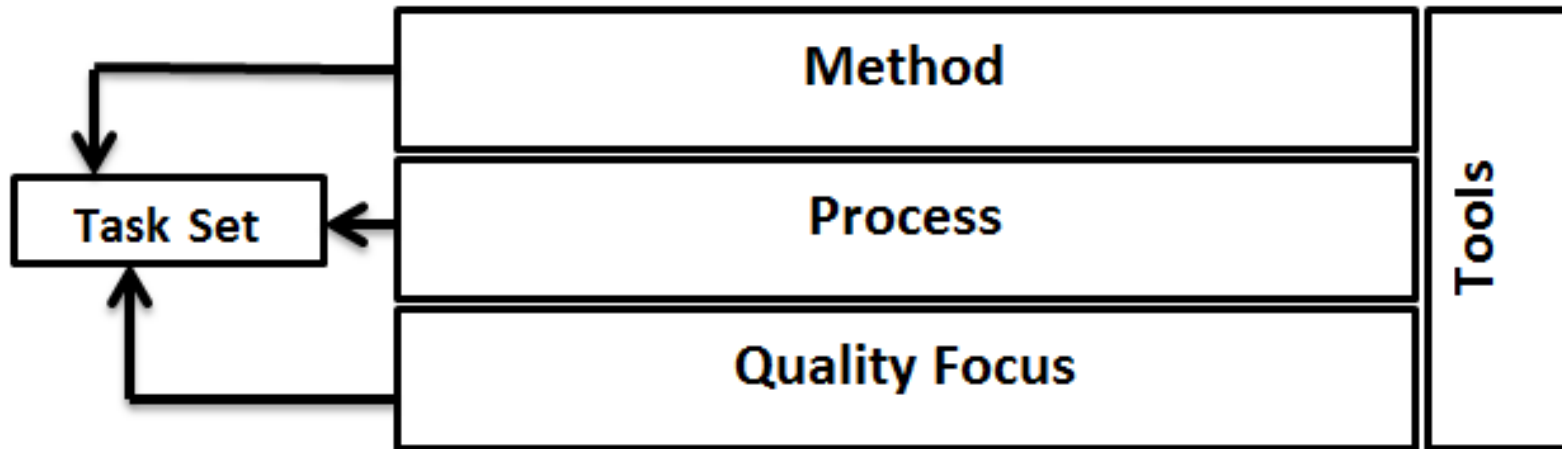 Method
Process
Task Set
Quality Focus
Tools